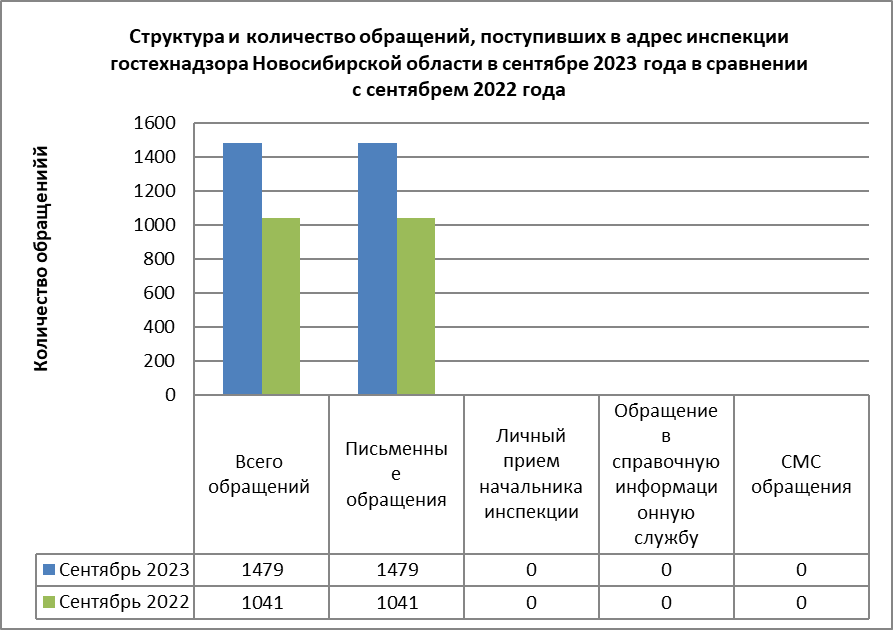 Структура и количество обращений, поступивших в адрес инспекции
гостехнадзора Новосибирской области в сентябре 2023 года в сравнении
с сентябрем 2022 года
Количество обращенийй
1600
1400
1200
1000
800
600
400
200
0
Всего
обращений
Письменны
е
обращения
Личный
прием
начальника
инспекции
Обращение
в
справочную
информаци
онную
службу
СМС
обращения
Сентябрь 2023 1479 1479 0 0 0
Сентябрь 2022 1041 1041 0 0 0